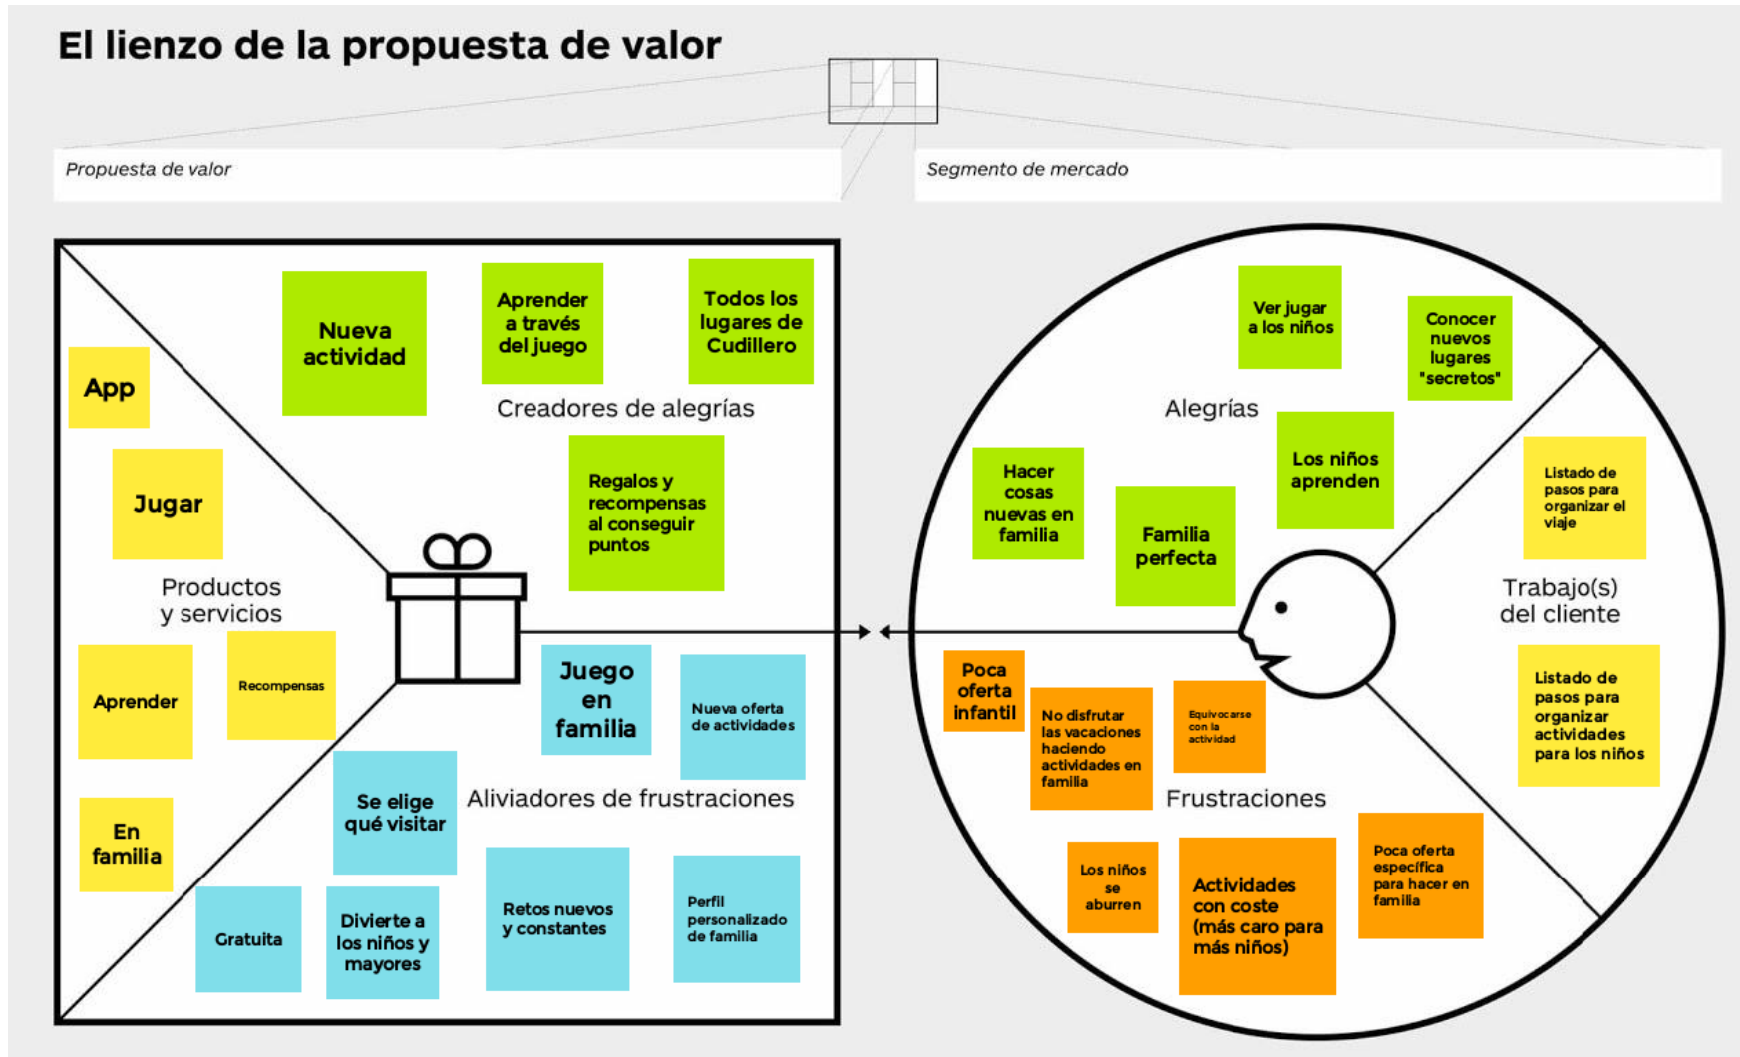 El lienzo de la propuesta de valor
Propuesta de valor
Segmento de mercado
Nueva
actividad
Aprender
a través
del juego
Todos los
lugares de
Cudillero
App
Jugar
Creadores de alegrías
Regalos y
recompensas
al conseguir
puntos
Productos
y servicios
Aprender
Recompensas
En
familia
Juego
en
familia
Nueva oferta
de actividades
Se elige
qué visitar
Aliviadores de frustraciones
Gratuita
Divierte a
los niños y
mayores
Retos nuevos
y constantes
Perfil
personalizado
de familia
Ver jugar
a los niños
Conocer
nuevos
lugares
"secretos"
Alegrías
Hacer
cosas
nuevas en
familia
Familia
perfecta
Los niños
aprenden
Listado de
pasos para
organizar el
viaje
Trabajo(s)
del cliente
Listado de
pasos para
organizar
actividades
para los niños
Poca
oferta
infantil
No disfrutar
las vacaciones
haciendo
actividades en
familia
Equivocarse
con la
actividad
Frustraciones
Los niños
se
aburren
Actividades
con coste
(más caro para
más niños)
Poca oferta
específica
para hacer en
familia